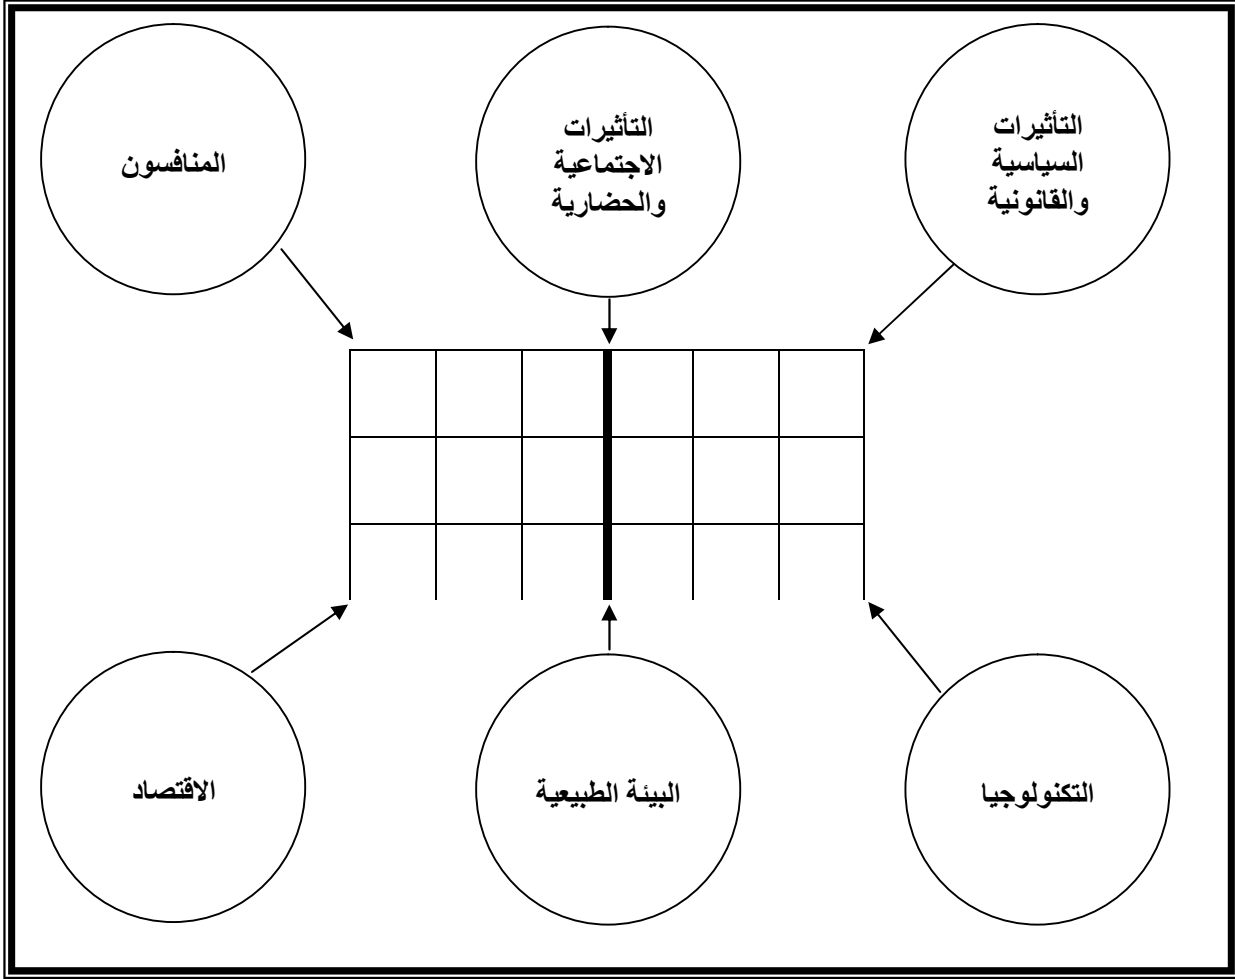 التأثيرات
السياسية
والقانونية
التأثيرات
الاجتماعية
والحضارية
المنافسون
التكنولوجيا
البيئة الطبيعية
الاقتصاد